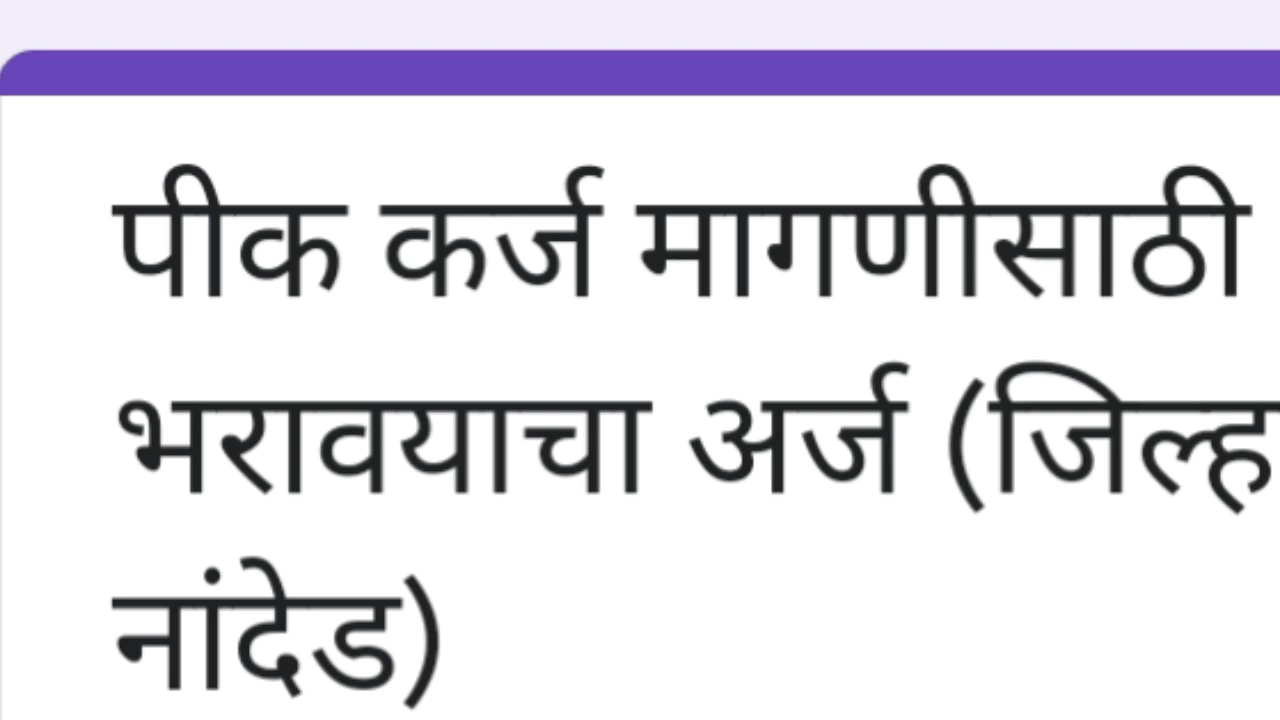 पीक कर्ज मागणीसाठी
भरावयाचा अर्ज (जिल्ह
नांदेड)